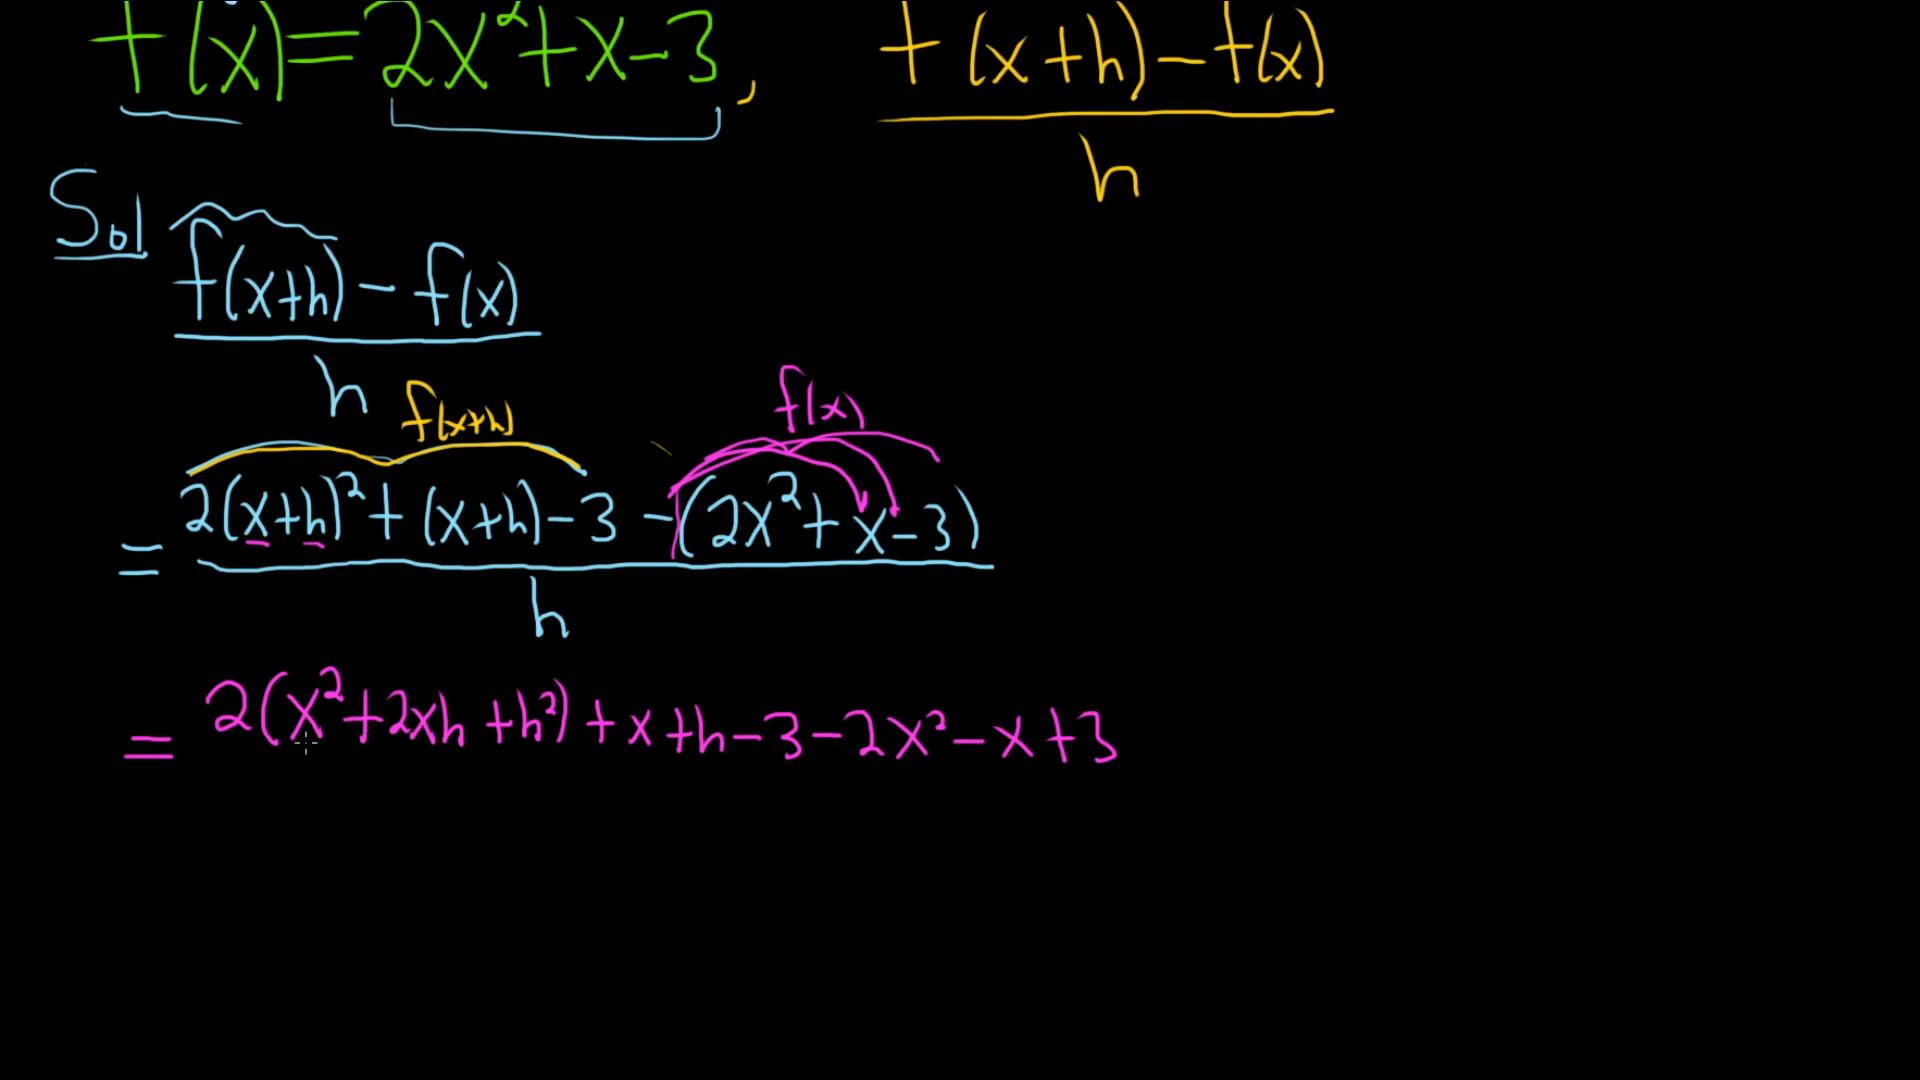 f(x)=2x²+x-3, f(x+h)-f(x)
h
Sol f(x+h)-f(x)
h
f(x+h) f(x)
= 2(x+h)²+(x+h)-3-(2x²+x-3)
h
= 2(x²+2xh+h²)+x+h-3-2x²-x+3